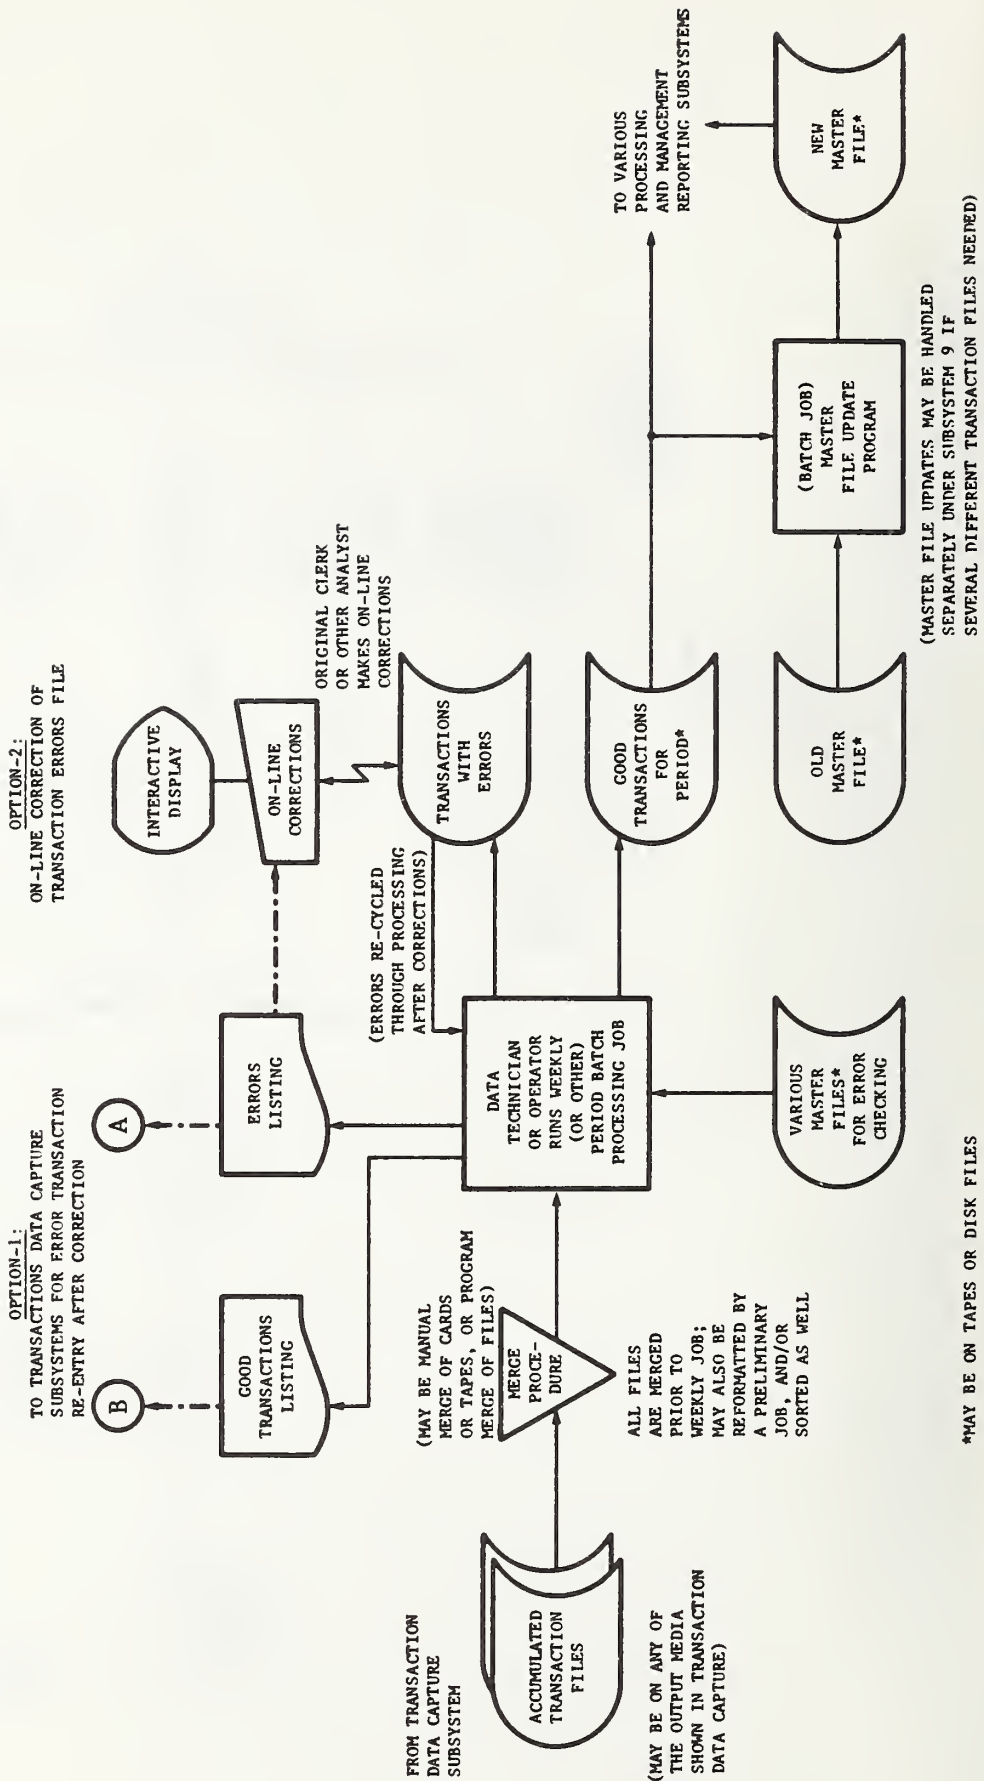 OPTION-1:
TO TRANSACTIONS DATA CAPTURE
SUBSYSTEMS FOR ERROR TRANSACTION
RE-ENTRY AFTER CORRECTION
OPTION-2:
ON-LINE CORRECTION OF
TRANSACTION ERRORS FILE
B
A
GOOD
TRANSACTIONS
LISTING
ERRORS
LISTING
INTERACTIVE
DISPLAY
ON-LINE
CORRECTIONS
ORIGINAL CLERK
OR OTHER ANALYST
MAKES ON-LINE
CORRECTIONS
(ERRORS RE-CYCLED
THROUGH PROCESSING
AFTER CORRECTIONS)
TRANSACTIONS
WITH
ERRORS
FROM TRANSACTION
DATA CAPTURE
SUBSYSTEM
ACCUMULATED
TRANSACTION
FILES
(MAY BE ON ANY OF
THE OUTPUT MEDIA
SHOWN IN TRANSACTION
DATA CAPTURE)
(MAY BE MANUAL
MERGE OF CARDS
OR TAPES, OR PROGRAM
MERGE OF FILES)
MERGE
PROCE-
DURE
ALL FILES
ARE MERGED
PRIOR TO
WEEKLY JOB;
MAY ALSO BE
REFORMATTED BY
A PRELIMINARY
JOB, AND/OR
SORTED AS WELL
DATA
TECHNICIAN
OR OPERATOR
RUNS WEEKLY
(OR OTHER)
PERIOD BATCH
PROCESSING JOB
VARIOUS
MASTER
FILES*
FOR ERROR
CHECKING
GOOD
TRANSACTIONS
FOR
PERIOD*
TO VARIOUS
PROCESSING
AND MANAGEMENT
REPORTING SUBSYSTEMS
OLD
MASTER
FILE*
(BATCH JOB)
MASTER
FILE UPDATE
PROGRAM
NEW
MASTER
FILE*
(MASTER FILE UPDATES MAY BE HANDLED
SEPARATELY UNDER SUBSYSTEM 9 IF
SEVERAL DIFFERENT TRANSACTION FILES NEEDED)
*MAY BE ON TAPES OR DISK FILES